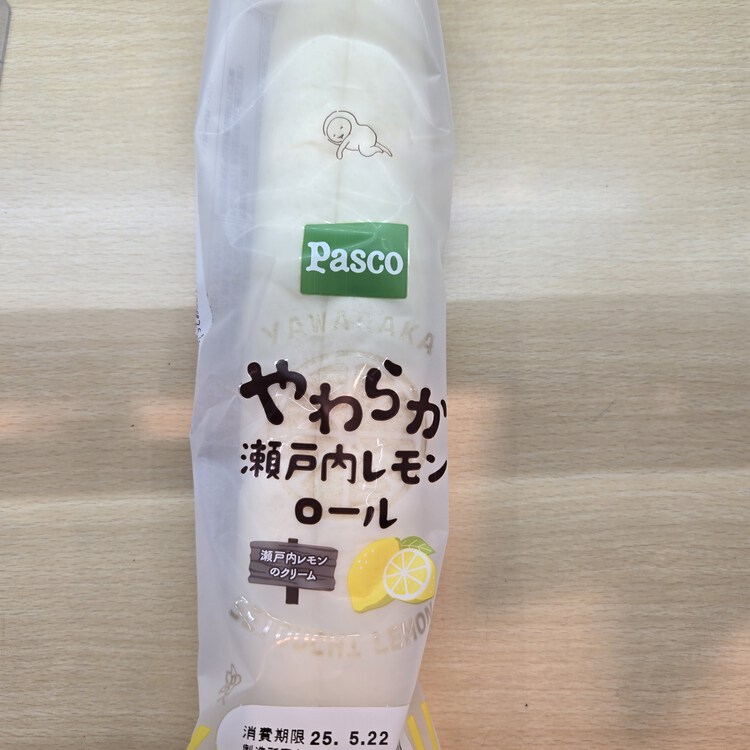 Pasco
YAWARAKA
やわらか
瀬戸内レモン
ロール
瀬戸内レモン
のクリーム
LEMON
消費期限 25. 5.22